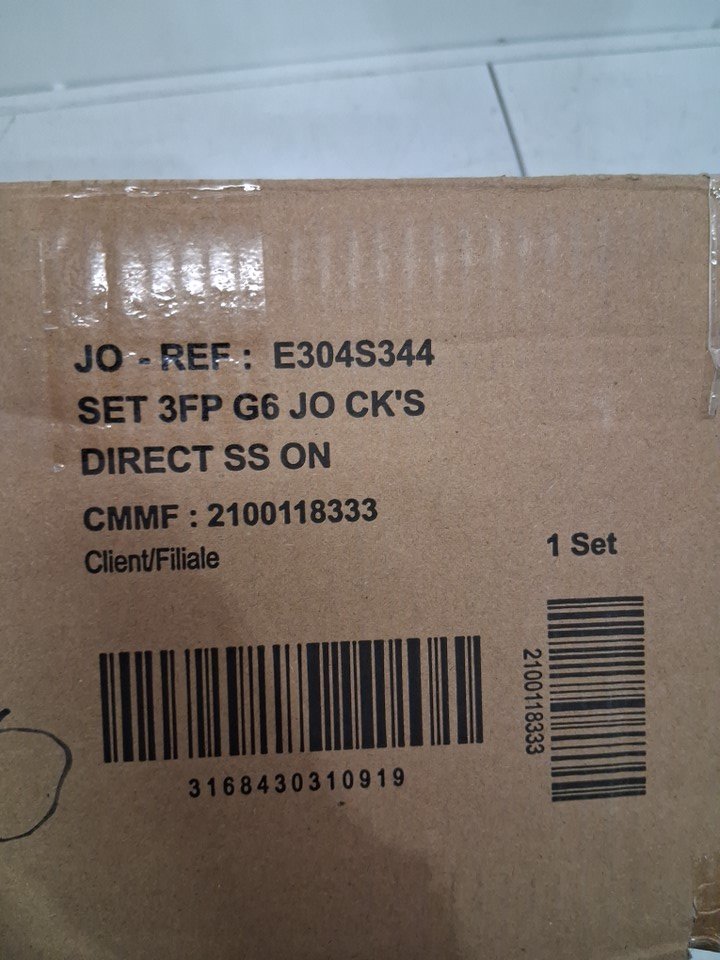 JO - REF : E304S344
SET 3FP G6 JO CK'S
DIRECT SS ON
CMMF : 2100118333
Client/Filiale
1 Set
3168430310919
2100118333